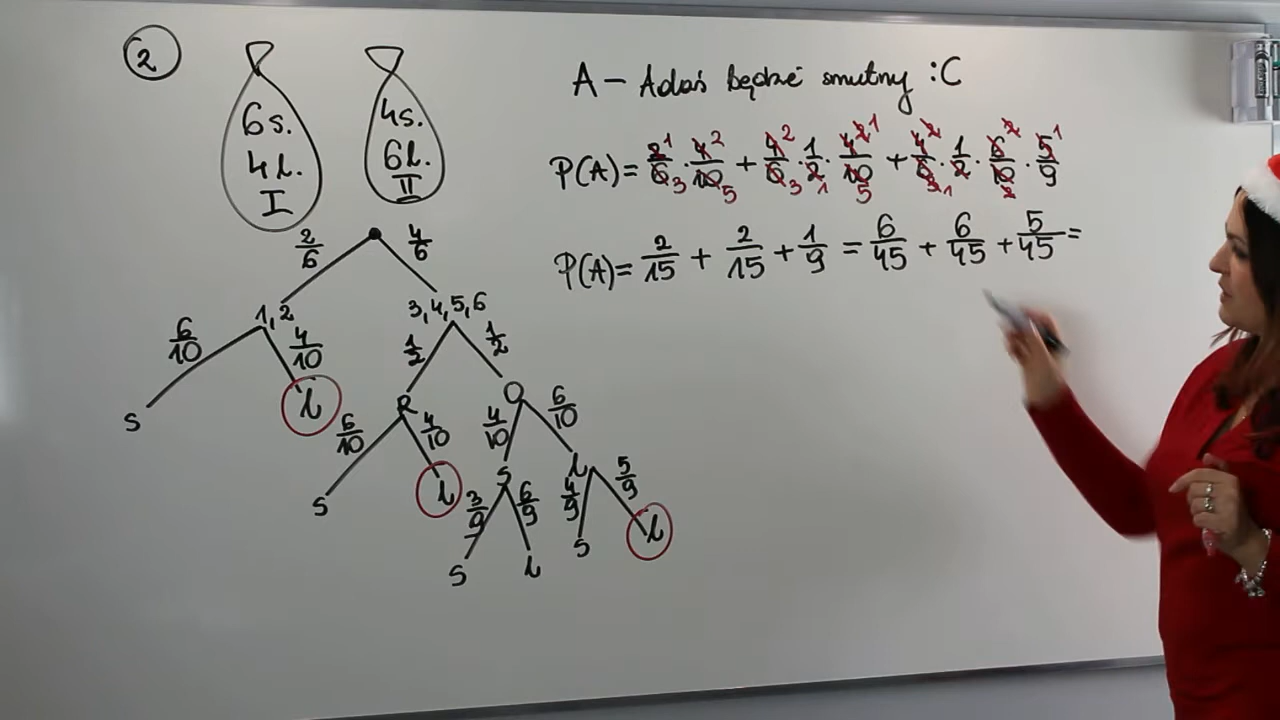 2
6s.
4l.
I
4s.
6l.
II
A – Adaś będzie smutny :C
P(A) = 2/6 · 4/10 + 4/6 · 1/2 · 4/10 + 4/6 · 1/2 · 6/10 · 5/9
P(A) = 2/15 + 2/15 + 1/9 = 6/45 + 6/45 + 5/45 =
2/6 4/6
1,2 3,4,5,6
6/10 4/10 1/2 1/2
s l R O
6/10 4/10 4/10 6/10
s l s l
3/9 6/9 4/9 5/9
s l s l